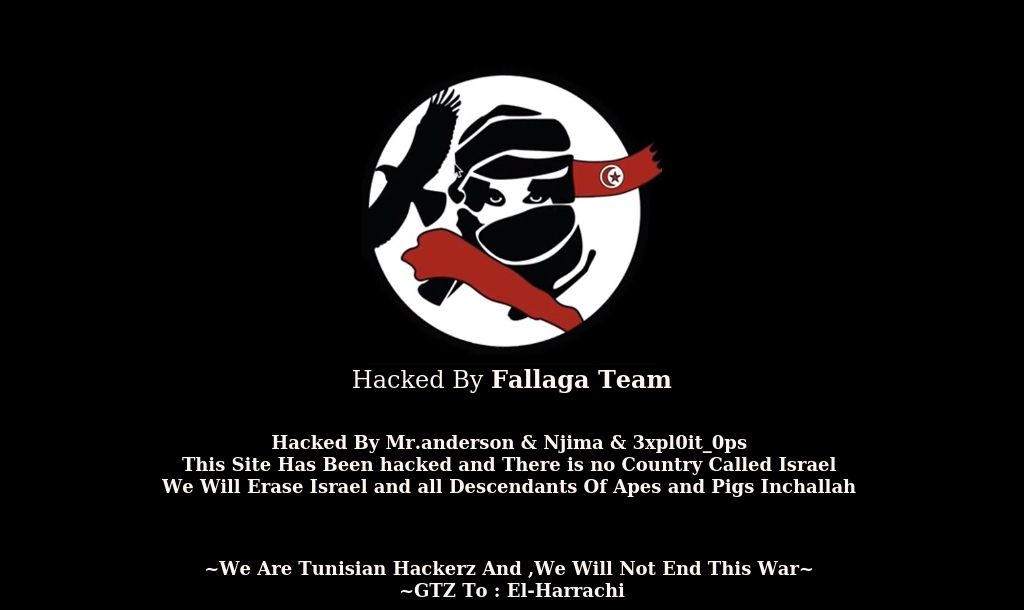 Hacked By Fallaga Team
Hacked By Mr.anderson & Njima & 3xpl0it_0ps
This Site Has Been hacked and There is no Country Called Israel
We Will Erase Israel and all Descendants Of Apes and Pigs Inchallah
~We Are Tunisian Hackerz And ,We Will Not End This War~
~GTZ To : El-Harrachi